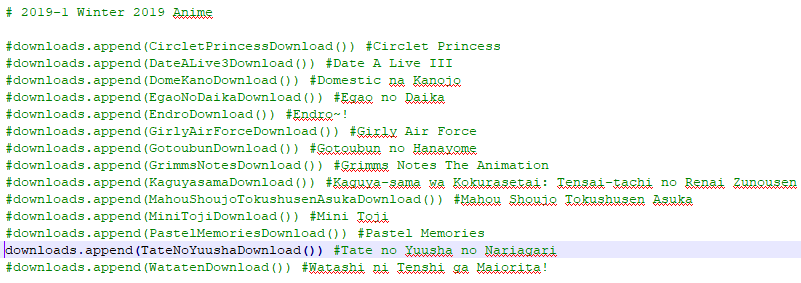 # 2019-1 Winter 2019 Anime
#downloads.append(CircletPrincessDownload()) #Circlet Princess
#downloads.append(DateALive3Download()) #Date A Live III
#downloads.append(DomeKanoDownload()) #Domestic na Kanojo
#downloads.append(EgaoNoDaikaDownload()) #Egao no Daika
#downloads.append(EndroDownload()) #Endro~!
#downloads.append(GirlyAirForceDownload()) #Girly Air Force
#downloads.append(GotoubunDownload()) #Gotoubun no Hanayome
#downloads.append(GrimmsNotesDownload()) #Grimms Notes The Animation
#downloads.append(KaguyasamaDownload()) #Kaguya-sama wa Kokurasetai: Tensai-tachi no Renai Zunousen
#downloads.append(MahouShoujoTokushusenAsukaDownload()) #Mahou Shoujo Tokushusen Asuka
#downloads.append(MiniTojiDownload()) #Mini Toji
#downloads.append(PastelMemoriesDownload()) #Pastel Memories
downloads.append(TateNoYuushaDownload()) #Tate no Yuusha no Nariagari
#downloads.append(WatatenDownload()) #Watashi ni Tenshi ga Maiorita!